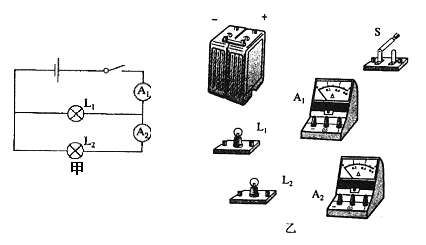 − +
S
A₁
L₁
A₁
L₁
A₂
L₂
L₂
A₂
甲
乙